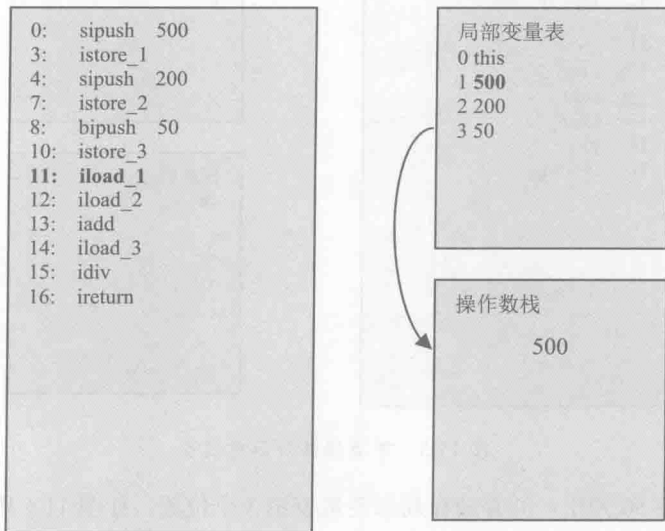 0: sipush 500
3: istore_1
4: sipush 200
7: istore_2
8: bipush 50
10: istore_3
11: iload_1
12: iload_2
13: iadd
14: iload_3
15: idiv
16: ireturn
局部变量表
0 this
1 500
2 200
3 50
操作数栈
500